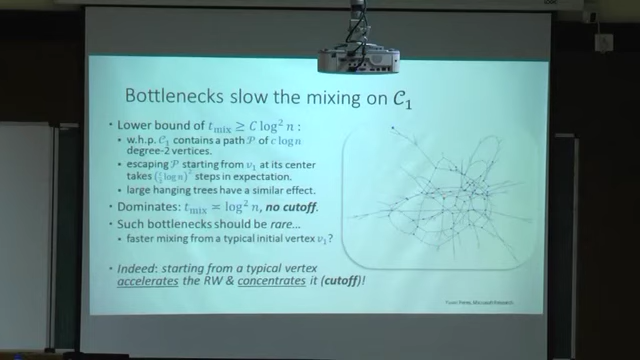 Bottlenecks slow the mixing on 𝒞₁
• Lower bound of t_mix ≥ C log² n :
• w.h.p. 𝒞₁ contains a path 𝒫 of c log n
degree-2 vertices.
• escaping 𝒫 starting from v₁ at its center
takes log n)² steps in expectation.
• large hanging trees have a similar effect.
• Dominates: t_mix ≍ log² n, no cutoff.
• Such bottlenecks should be rare...
• faster mixing from a typical initial vertex v₁?
• Indeed: starting from a typical vertex
accelerates the RW & concentrates it (cutoff)!
Yuval Peres, Microsoft Research